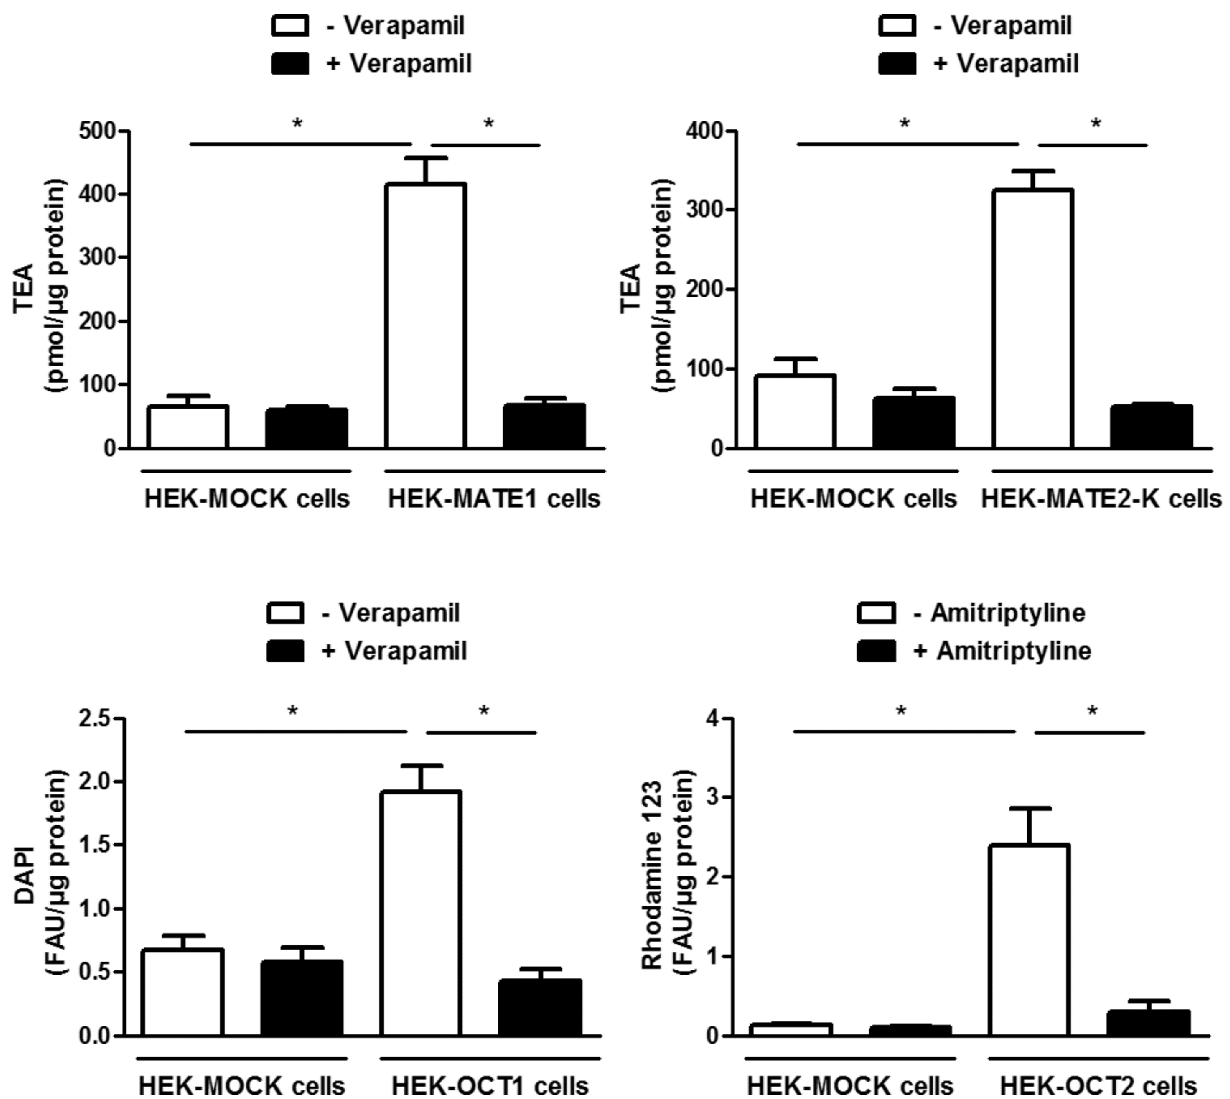 - Verapamil
+ Verapamil
500
400
300
200
100
0
TEA
(pmol/µg protein)
*
*
HEK-MOCK cells
HEK-MATE1 cells
- Verapamil
+ Verapamil
400
300
200
100
0
TEA
(pmol/µg protein)
*
*
HEK-MOCK cells
HEK-MATE2-K cells
- Verapamil
+ Verapamil
2.5
2.0
1.5
1.0
0.5
0.0
DAPI
(FAU/µg protein)
*
*
HEK-MOCK cells
HEK-OCT1 cells
- Amitriptyline
+ Amitriptyline
4
3
2
1
0
Rhodamine 123
(FAU/µg protein)
*
*
HEK-MOCK cells
HEK-OCT2 cells